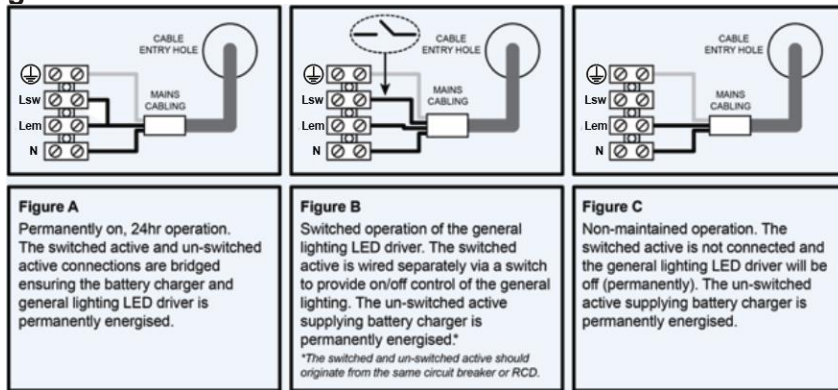 CABLE
ENTRY HOLE
MAINS
CABLING
Lsw
Lem
N
CABLE
ENTRY HOLE
MAINS
CABLING
Lsw
Lem
N
CABLE
ENTRY HOLE
MAINS
CABLING
Lsw
Lem
N
Figure A
Permanently on, 24hr operation.
The switched active and un-switched
active connections are bridged
ensuring the battery charger and
general lighting LED driver is
permanently energised.
Figure B
Switched operation of the general
lighting LED driver. The switched
active is wired separately via a switch
to provide on/off control of the general
lighting. The un-switched active
supplying battery charger is
permanently energised.*
*The switched and un-switched active should
originate from the same circuit breaker or RCD.
Figure C
Non-maintained operation. The
switched active is not connected and
the general lighting LED driver will be
off (permanently). The un-switched
active supplying battery charger is
permanently energised.